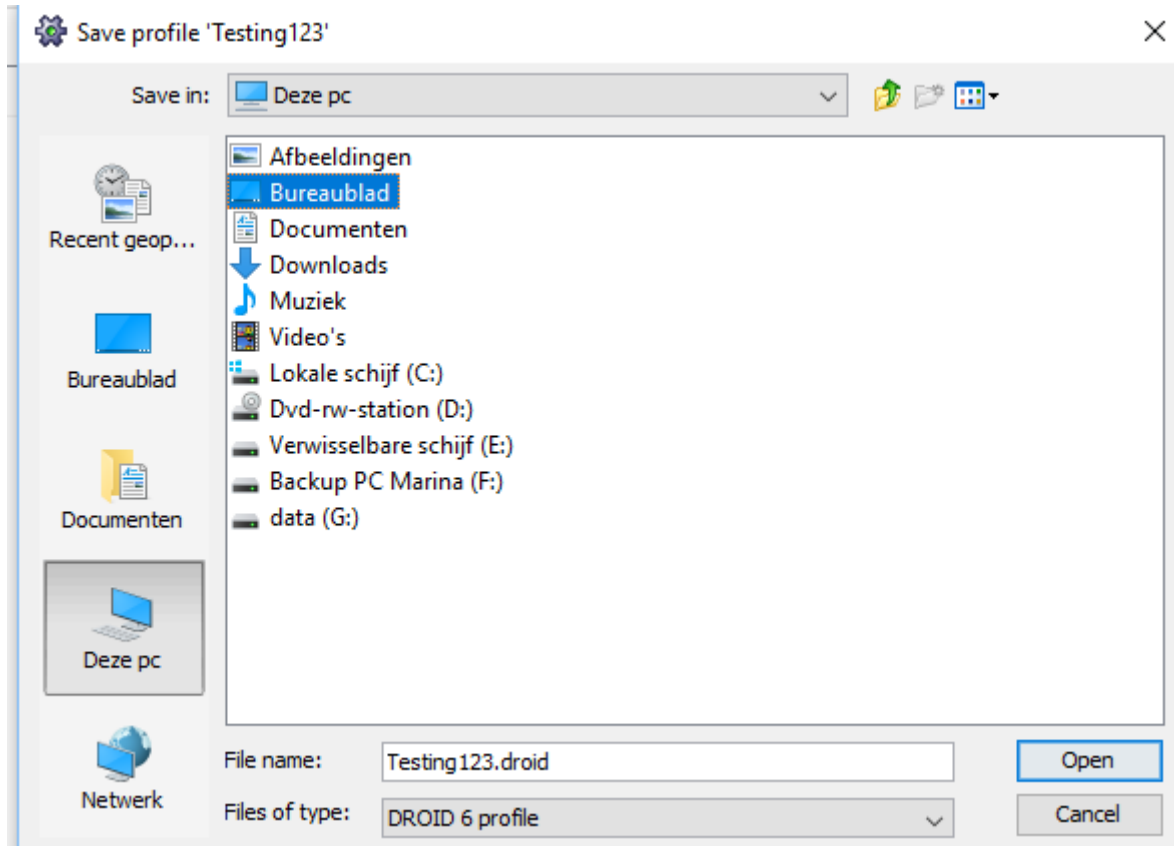 Save profile 'Testing123'
Save in:
Deze pc
Recent geop...
Bureaublad
Documenten
Deze pc
Netwerk
Afbeeldingen
Bureaublad
Documenten
Downloads
Muziek
Video's
Lokale schijf (C:)
Dvd-rw-station (D:)
Verwisselbare schijf (E:)
Backup PC Marina (F:)
data (G:)
File name:
Testing123.droid
Open
Files of type:
DROID 6 profile
Cancel